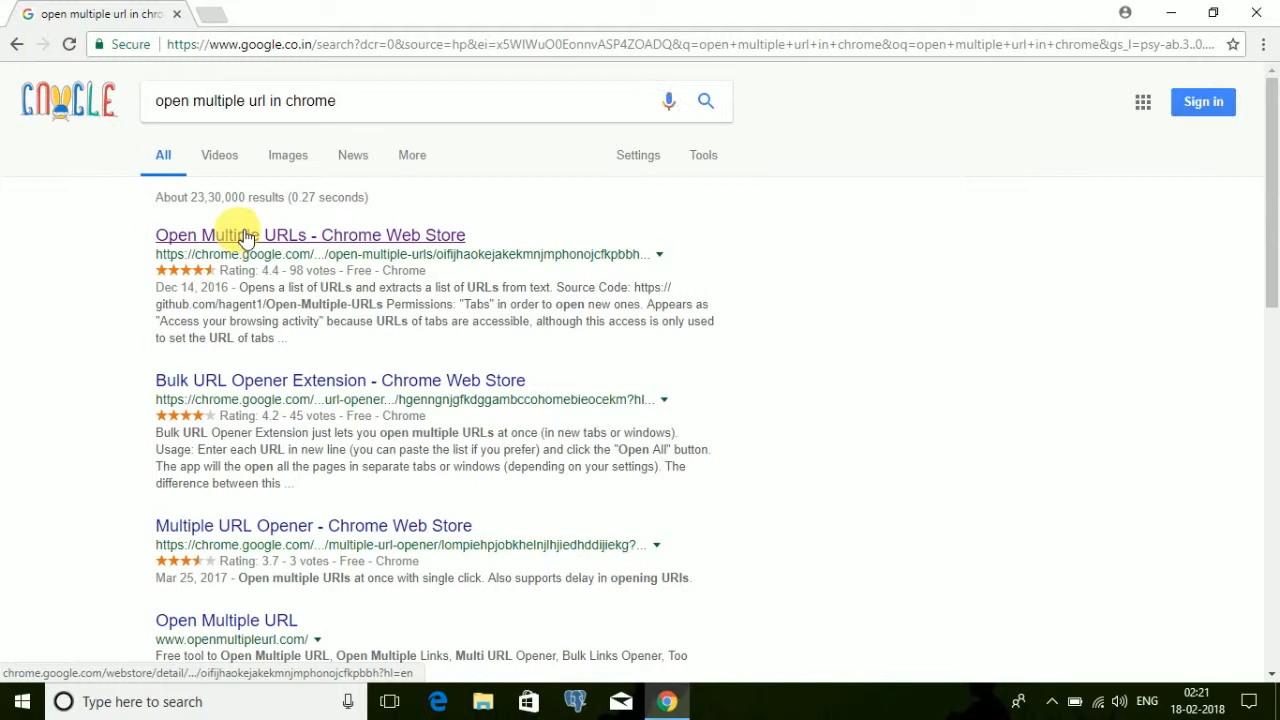 open multiple url in chro
Secure
https://www.google.co.in/search?dcr=0&source=hp&ei=x5WIWuO0EonnvASP4ZOADQ&q=open+multiple+url+in+chrome&oq=open+multiple+url+in+chrome&gs_l=psy-ab.3..0....
GOOGLE
open multiple url in chrome
Sign in
All Videos Images News More Settings Tools
About 23,30,000 results (0.27 seconds)
Open Multiple URLs - Chrome Web Store
https://chrome.google.com/.../open-multiple-urls/oifijhaokejakekmnjmphonojcfkpbbh...
Rating: 4.4 - 98 votes - Free - Chrome
Dec 14, 2016 - Opens a list of URLs and extracts a list of URLs from text. Source Code: https://
github.com/hagent1/Open-Multiple-URLs Permissions: "Tabs" in order to open new ones. Appears as
"Access your browsing activity" because URLs of tabs are accessible, although this access is only used
to set the URL of tabs ...
Bulk URL Opener Extension - Chrome Web Store
https://chrome.google.com/...url-opener.../hgenngnjgfkdggambccohomebieocekm?hl...
Rating: 4.2 - 45 votes - Free - Chrome
Bulk URL Opener Extension just lets you open multiple URLs at once (in new tabs or windows).
Usage: Enter each URL in new line (you can paste the list if you prefer) and click the "Open All" button.
The app will the open all the pages in separate tabs or windows (depending on your settings). The
difference between this ...
Multiple URL Opener - Chrome Web Store
https://chrome.google.com/.../multiple-url-opener/lompiehpjobkhelnjlhjiedhddijiekg?...
Rating: 3.7 - 3 votes - Free - Chrome
Mar 25, 2017 - Open multiple URIs at once with single click. Also supports delay in opening URIs.
Open Multiple URL
www.openmultipleurl.com/
Free tool to Open Multiple URL, Open Multiple Links, Multi URL Opener, Bulk Links Opener, Too
chrome.google.com/webstore/detail/.../oifijhaokejakekmnjmphonojcfkpbbh?hl=en
Type here to search
ENG
02:21
18-02-2018